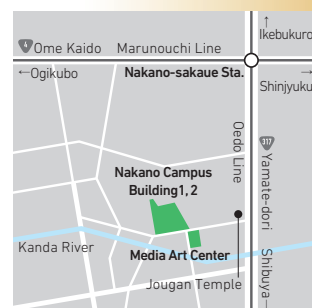 ↑
Ikebukuro
4 Ome Kaido Marunouchi Line
←Ogikubo
Nakano-sakaue Sta.
→
Shinjyuku
Oedo Line
317 Yamate-dori
Nakano Campus
Building1, 2
Kanda River
Media Art Center
Jougan Temple
Shibuya→